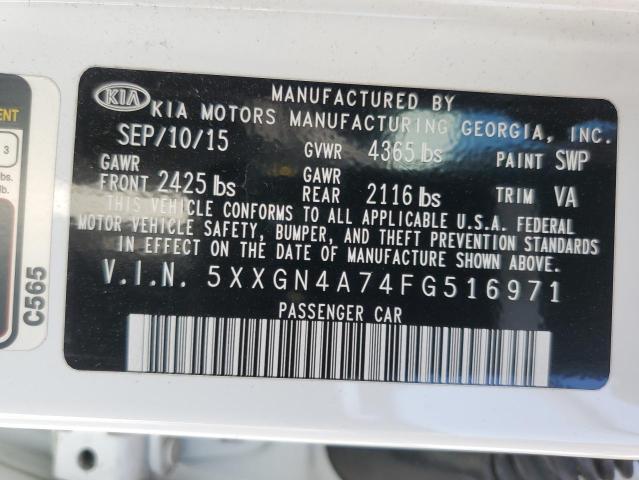 MANUFACTURED BY
KIA KIA MOTORS MANUFACTURING GEORGIA, INC.
SEP/10/15 GVWR 4365 lbs PAINT SWP
GAWR GAWR
FRONT 2425 lbs REAR 2116 lbs TRIM VA
THIS VEHICLE CONFORMS TO ALL APPLICABLE U.S.A. FEDERAL
MOTOR VEHICLE SAFETY, BUMPER, AND THEFT PREVENTION STANDARDS
IN EFFECT ON THE DATE OF MANUFACTURE SHOWN ABOVE.
V.I.N. 5XXGN4A74FG516971
PASSENGER CAR
C565
ENT
3
lbs.
lb.